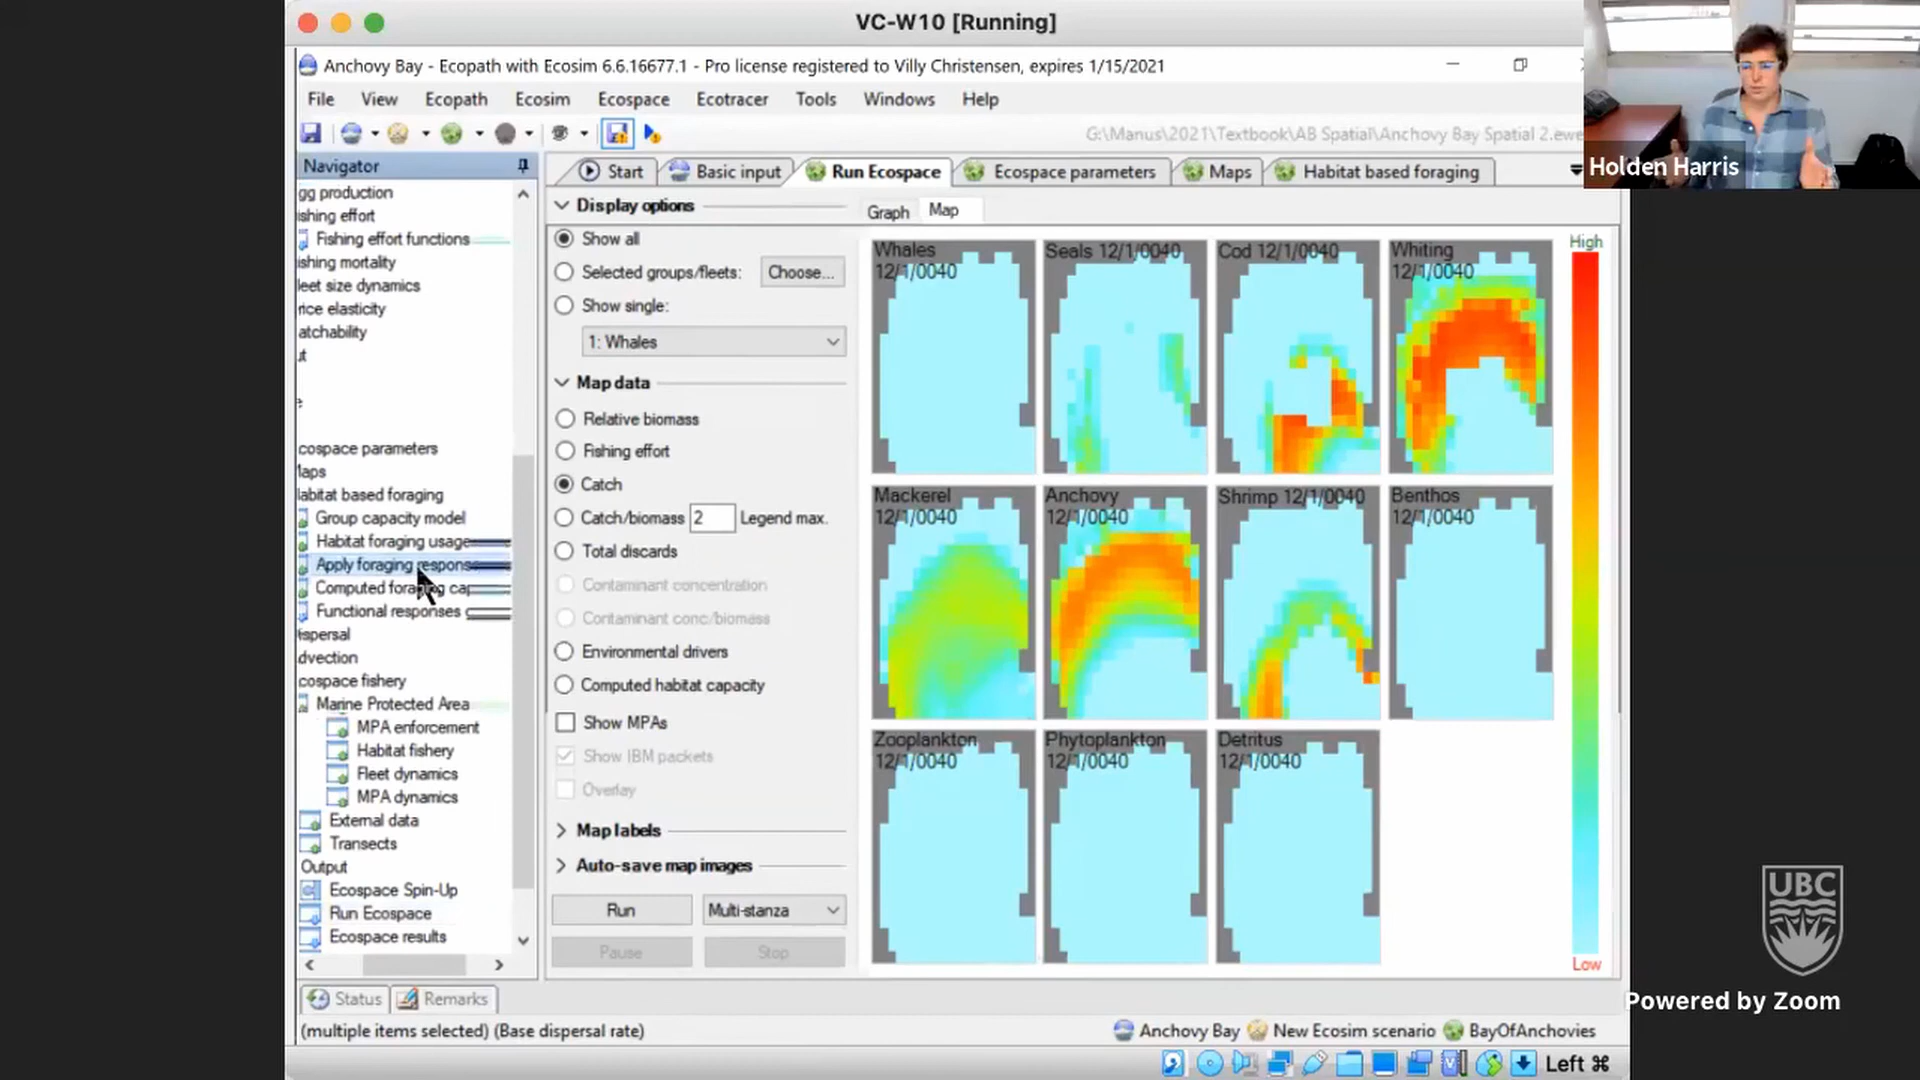 VC-W10 [Running]
Anchovy Bay - Ecopath with Ecosim 6.6.16677.1 - Pro license registered to Villy Christensen, expires 1/15/2021
File View Ecopath Ecosim Ecospace Ecotracer Tools Windows Help
G:\Manus\2021\Textbook\AB Spatial\Anchovy Bay Spatial 2.ewe
Holden Harris
Navigator
Start Basic input Run Ecospace Ecospace parameters Maps Habitat based foraging
gg production
ishing effort
Fishing effort functions
ishing mortality
leet size dynamics
rice elasticity
atchability
ut
e
cospace parameters
Maps
abitat based foraging
Group capacity model
Habitat foraging usage
Apply foraging respons
Computed foraging cap
Functional responses
ispersal
dvection
cospace fishery
Marine Protected Area
MPA enforcement
Habitat fishery
Fleet dynamics
MPA dynamics
External data
Transects
Output
Ecospace Spin-Up
Run Ecospace
Ecospace results
Display options
Show all
Selected groups/fleets: Choose...
Show single:
1: Whales
Map data
Relative biomass
Fishing effort
Catch
Catch/biomass 2 Legend max.
Total discards
Contaminant concentration
Contaminant conc/biomass
Environmental drivers
Computed habitat capacity
Show MPAs
Show IBM packets
Overlay
Map labels
Auto-save map images
Run Multi-stanza
Pause Stop
Graph Map
Whales
12/1/0040
Seals 12/1/0040
Cod 12/1/0040
Whiting
12/1/0040
High
Mackerel
12/1/0040
Anchovy
12/1/0040
Shrimp 12/1/0040
Benthos
12/1/0040
Zooplankton
12/1/0040
Phytoplankton
12/1/0040
Detritus
12/1/0040
Low
UBC
Powered by Zoom
Status Remarks
(multiple items selected) (Base dispersal rate)
Anchovy Bay New Ecosim scenario BayOfAnchovies
Left ⌘